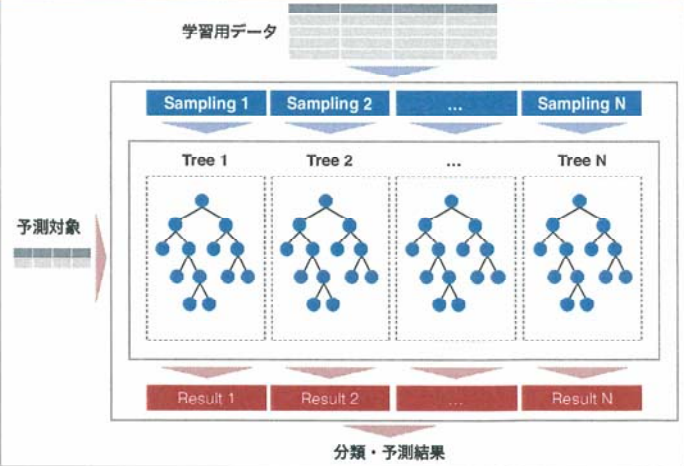 学習用データ
Sampling 1 Sampling 2 ... Sampling N
Tree 1 Tree 2 ... Tree N
予測対象
Result 1 Result 2 ... Result N
分類・予測結果